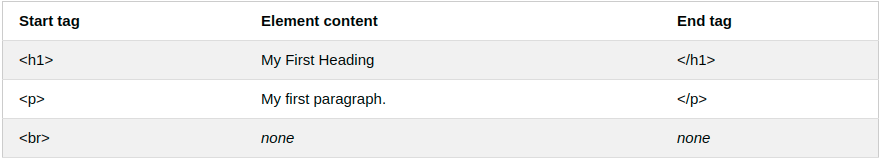 Start tag Element content End tag
<h1> My First Heading </h1>
<p> My first paragraph. </p>
<br> none none